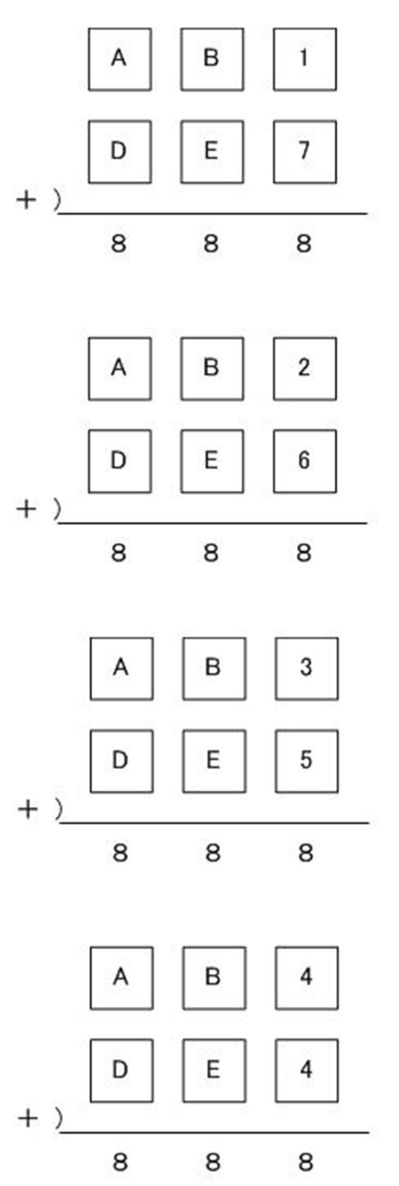 A B 1
D E 7
+ )
8 8 8
A B 2
D E 6
+ )
8 8 8
A B 3
D E 5
+ )
8 8 8
A B 4
D E 4
+ )
8 8 8